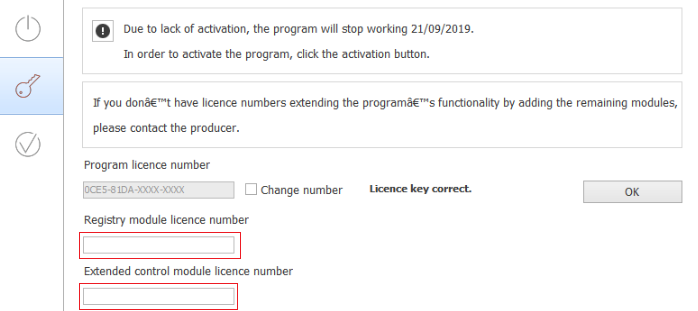 Due to lack of activation, the program will stop working 21/09/2019.
In order to activate the program, click the activation button.
If you donâ€™t have licence numbers extending the programâ€™s functionality by adding the remaining modules,
please contact the producer.
Program licence number
0CE5-81DA-XXXX-XXXX Change number Licence key correct. OK
Registry module licence number
Extended control module licence number